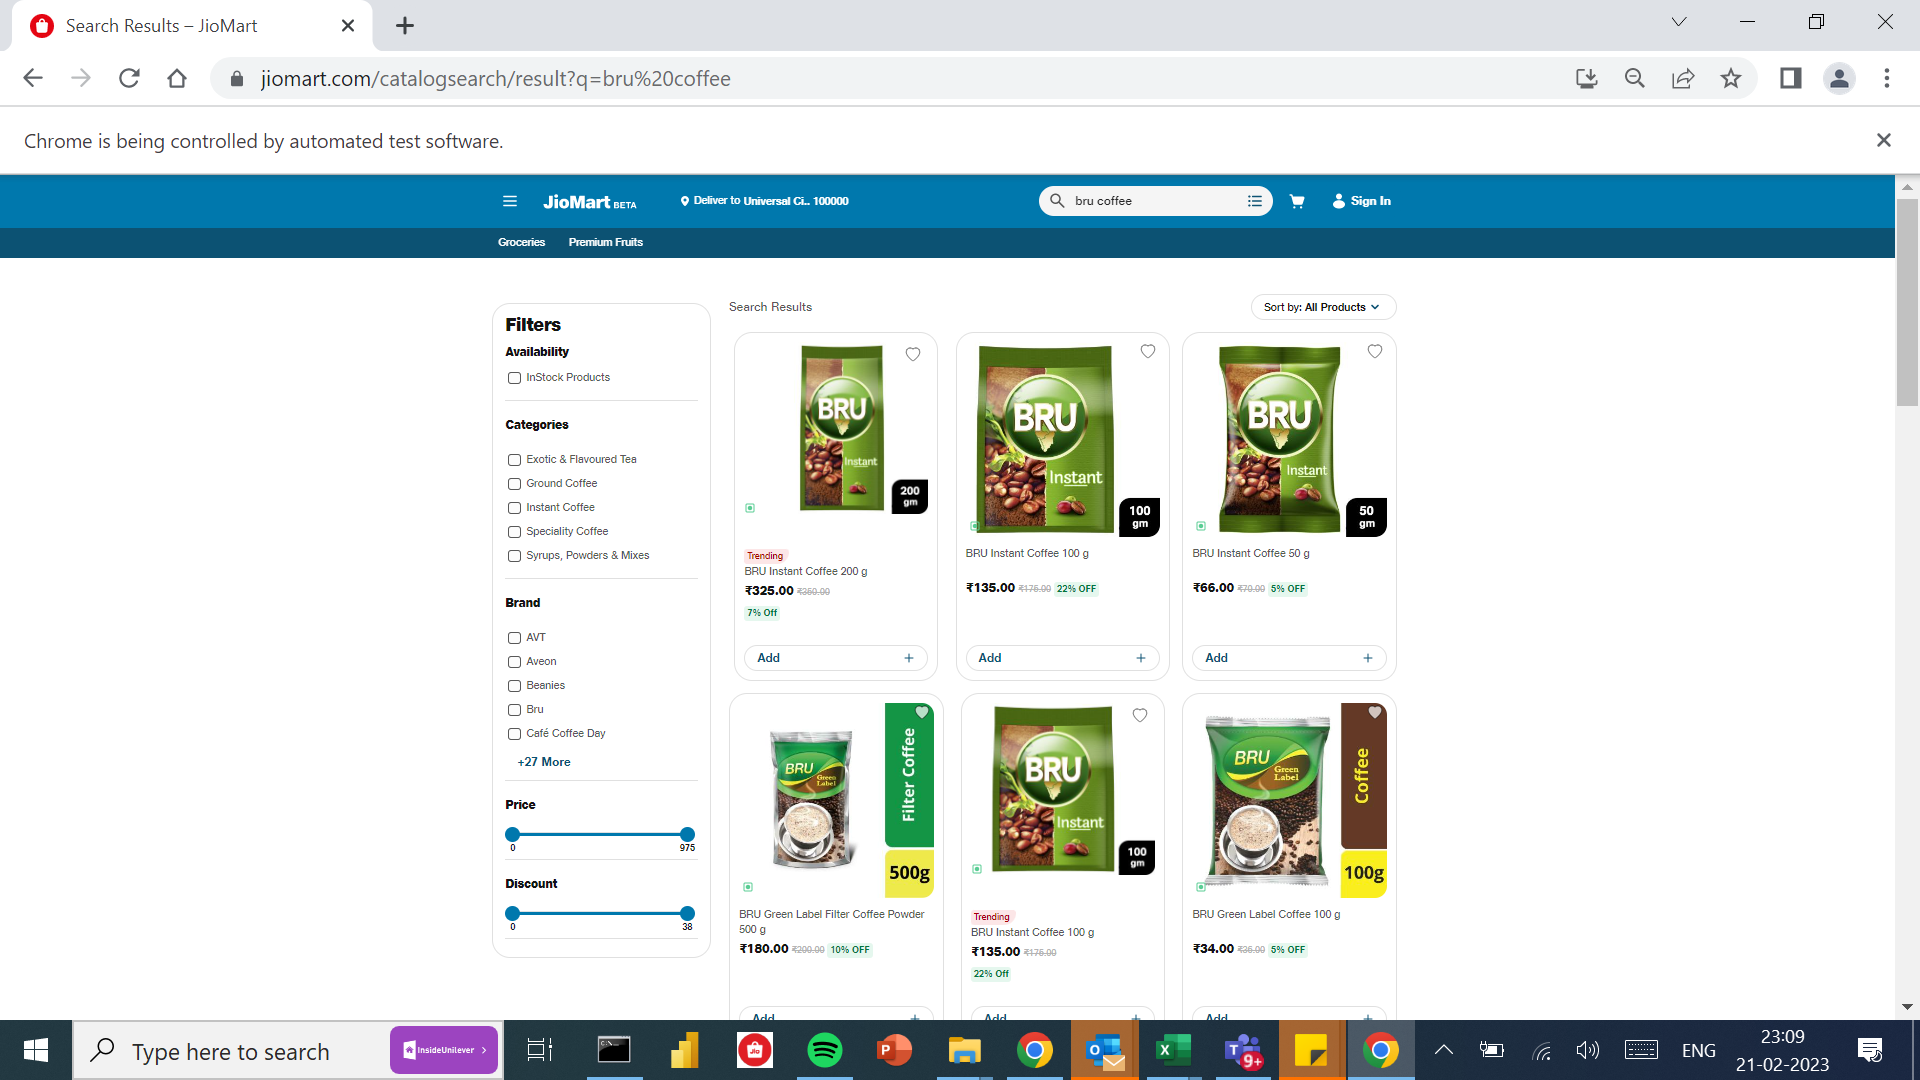 Search Results – JioMart
jiomart.com/catalogsearch/result?q=bru%20coffee
Chrome is being controlled by automated test software.
JioMart BETA
Deliver to Universal Ci... 100000
bru coffee
Sign In
Groceries
Premium Fruits
Filters
Availability
InStock Products
Categories
Exotic & Flavoured Tea
Ground Coffee
Instant Coffee
Speciality Coffee
Syrups, Powders & Mixes
Brand
AVT
Aveon
Beanies
Bru
Café Coffee Day
+27 More
Price
0
975
Discount
0
38
Search Results
Sort by: All Products
BRU
Instant
200
gm
Trending
BRU Instant Coffee 200 g
₹325.00 ₹350.00
7% Off
Add
BRU
Instant
100
gm
BRU Instant Coffee 100 g
₹135.00 ₹175.00 22% OFF
Add
BRU
Instant
50
gm
BRU Instant Coffee 50 g
₹66.00 ₹70.00 5% OFF
Add
BRU
Green
Label
Filter Coffee
500g
BRU Green Label Filter Coffee Powder
500 g
₹180.00 ₹200.00 10% OFF
Add
BRU
Instant
100
gm
Trending
BRU Instant Coffee 100 g
₹135.00 ₹175.00
22% Off
Add
BRU
Green
Label
Coffee
100g
BRU Green Label Coffee 100 g
₹34.00 ₹36.00 5% OFF
Add
Type here to search
InsideUnilever
Jio
P
O
X
T
9+
ENG
23:09
21-02-2023